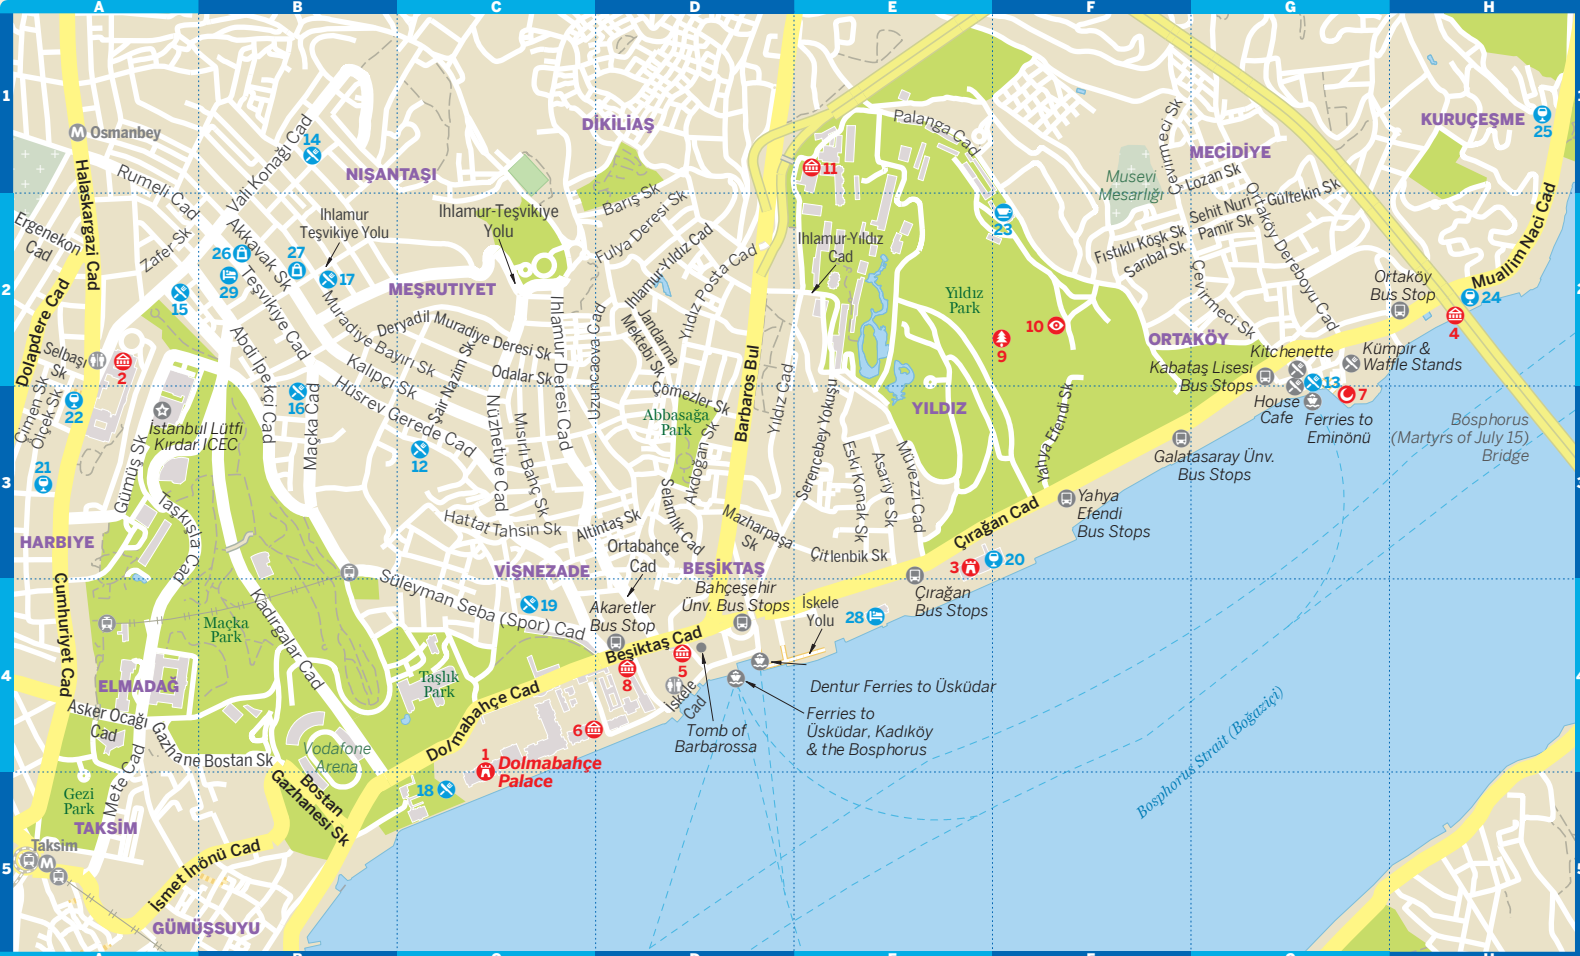 A
B
C
D
E
F
G
H
1
DİKİLİAŞ
Palanga Cad
KURUÇEŞME
25
M Osmanbey
14
Vali Konağı Cad
NIŞANTAŞI
11
Musevi
Mesarlığı
Çevirmeci Sk
MECİDİYE
Lozan Sk
Rumeli Cad
Halaskargazi Cad
Ihlamur
Teşvikiye Yolu
Ihlamur-Teşvikiye
Yolu
Barış Sk
Fulya Deresi Sk
23
Sehit Nuri
Gültekin Sk
Pamir Sk
Ortaköy Dereboyu Cad
Muallim Naci Cad
Ergenekon
Cad
Zafer Sk
Akkavak Sk
26
27
17
29
Teşvikiye Cad
Ihlamur-Yıldız Cad
Yıldız Posta Cad
Ihlamur-Yıldız
Cad
Fıstıklı Köşk Sk
Sarıbal Sk
Çevirmeci Sk
2
Dolapdere Cad
15
MEŞRUTIYET
Muradiye Bayırı Sk
Deryadil Muradiye Deresi Sk
Ihlamur Deresi Cad
Uzuncaova Cad
Jandarma
Mektebi Sk
Yıldız
Park
10
9
Ortaköy
Bus Stop
24
4
ORTAKÖY
Selbaşı
Sk
2
Abdi İpekçi Cad
Kalıpçı Sk
Şair Nazım Sk
Odalar Sk
Barbaros Bul
Kitchenette
Kabataş Lisesi
Bus Stops
Kümpir &
Waffle Stands
13
7
Cimen Sk
Ölçek Sk
22
16
Maçka Cad
Hüsrev Gerede Cad
Cömezler Sk
Abbasağa
Park
Yıldız Cad
YILDIZ
House
Cafe
Ferries to
Eminönü
Bosphorus
(Martyrs of July 15)
Bridge
İstanbul Lütfi
Kırdar ICEC
12
Nüzhetiye Cad
Mısırlı Bahç Sk
Akdoğan Sk
Serencebey Yokuşu
Eski Konak Sk
Asariye Sk
Müvezzi Cad
Yahya Efendi Sk
Galatasaray Ünv.
Bus Stops
21
3
Gümüş Sk
Taşkışla Cad
Hattat Tahsin Sk
Altıntaş Sk
Selamlık Cad
Mazharpaşa
Sk
Çırağan Cad
Yahya
Efendi
Bus Stops
HARBIYE
VİŞNEZADE
Ortabahçe
Cad
BEŞİKTAŞ
Çitlenbik Sk
3
20
Cumhuriyet Cad
Süleyman Seba (Spor) Cad
19
Akaretler
Bus Stop
Bahçeşehir
Ünv. Bus Stops
İskele
Yolu
28
Çırağan
Bus Stops
Kadırgalar Cad
Maçka
Park
Beşiktaş Cad
4
ELMADAĞ
Taşlık
Park
8
5
İskele
Cad
Dentur Ferries to Üsküdar
Asker Ocağı
Cad
Gazhane Bostan Sk
Vodafone
Arena
Dolmabahçe Cad
6
Tomb of
Barbarossa
Ferries to
Üsküdar, Kadıköy
& the Bosphorus
Bosphorus Strait (Boğaziçi)
1
Dolmabahçe
Palace
18
Mete Cad
Gezi
Park
Bostan
Gazhanesi Sk
TAKSİM
Taksim
M
5
İsmet İnönü Cad
GÜMÜŞSUYU